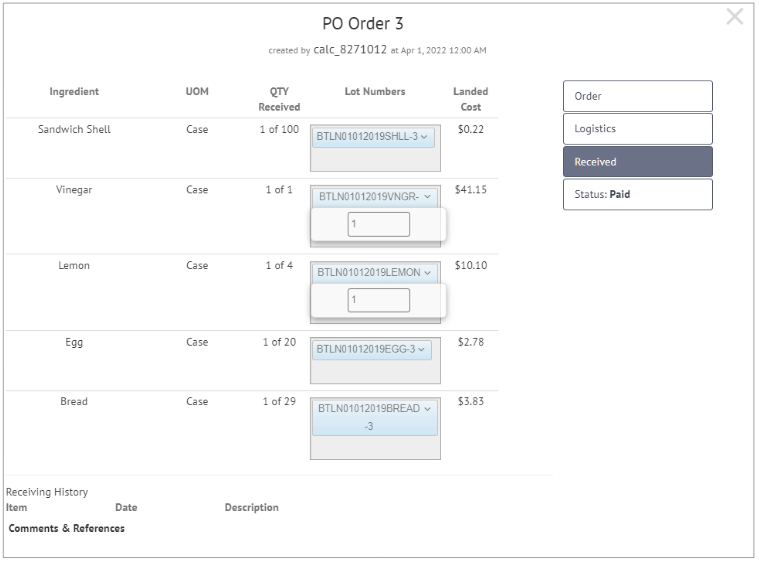 PO Order 3
created by calc_8271012 at Apr 1, 2022 12:00 AM
Ingredient UOM QTY Received Lot Numbers Landed Cost
Sandwich Shell Case 1 of 100 BTLN01012019SHLL-3 $0.22
Vinegar Case 1 of 1 BTLN01012019VNGR- $41.15
1
Lemon Case 1 of 4 BTLN01012019LEMON $10.10
1
Egg Case 1 of 20 BTLN01012019EGG-3 $2.78
Bread Case 1 of 29 BTLN01012019BREAD $3.83
-3
Order
Logistics
Received
Status: Paid
Receiving History
Item Date Description
Comments & References